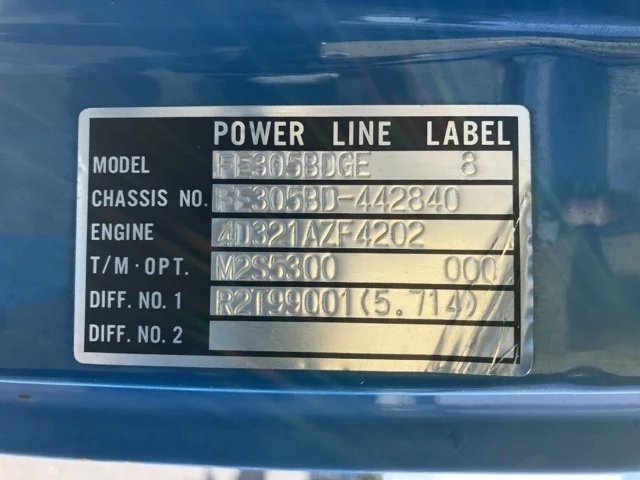 POWER LINE LABEL
MODEL FE305BDGE 8
CHASSIS NO. FE305BD-442840
ENGINE 4D321AZF4202
T/M·OPT. M2S5300 000
DIFF. NO. 1 R2T99001(5.714)
DIFF. NO. 2